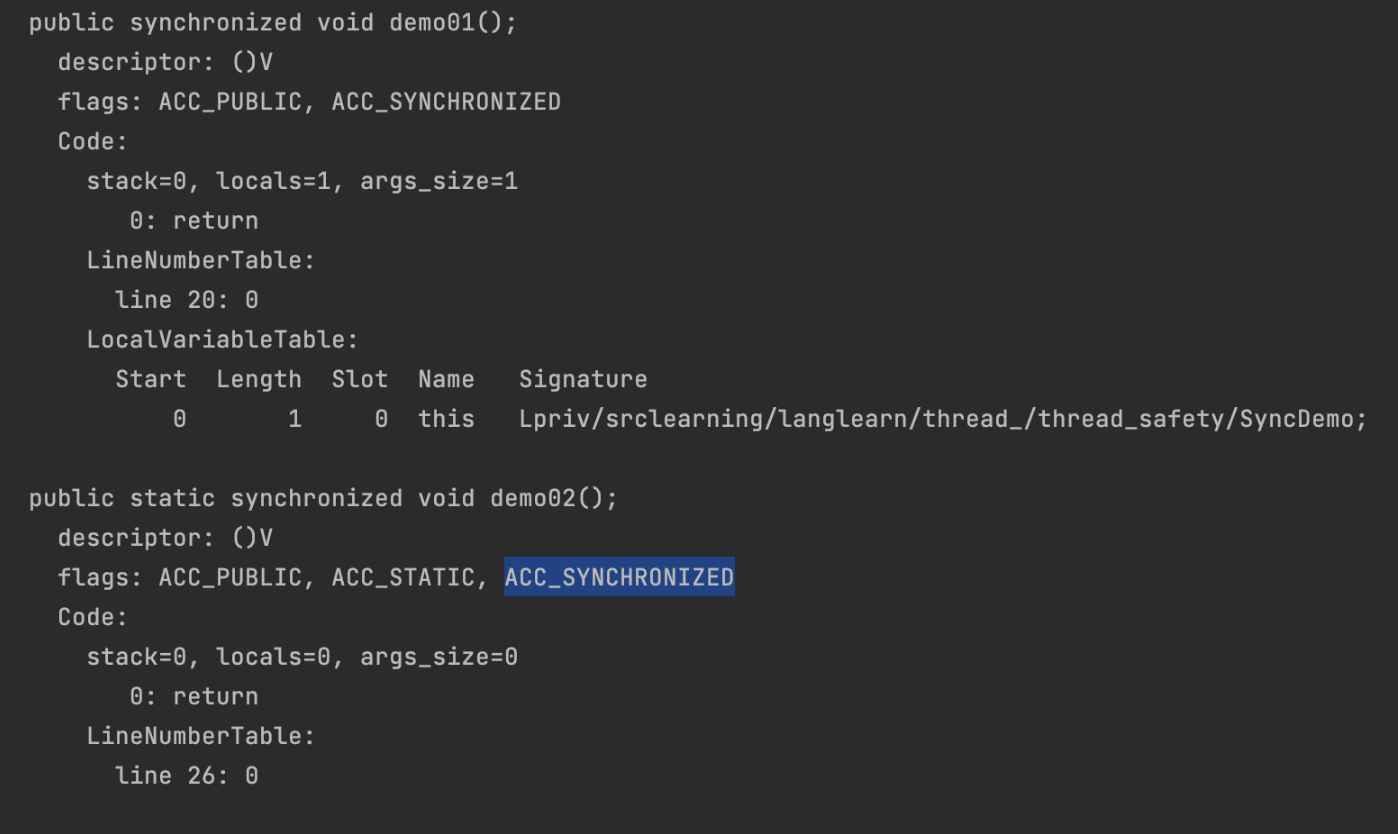 public synchronized void demo01();
descriptor: ()V
flags: ACC_PUBLIC, ACC_SYNCHRONIZED
Code:
stack=0, locals=1, args_size=1
0: return
LineNumberTable:
line 20: 0
LocalVariableTable:
Start  Length  Slot  Name   Signature
0       1     0  this   Lpriv/srclearning/langlearn/thread_/thread_safety/SyncDemo;
public static synchronized void demo02();
descriptor: ()V
flags: ACC_PUBLIC, ACC_STATIC, ACC_SYNCHRONIZED
Code:
stack=0, locals=0, args_size=0
0: return
LineNumberTable:
line 26: 0